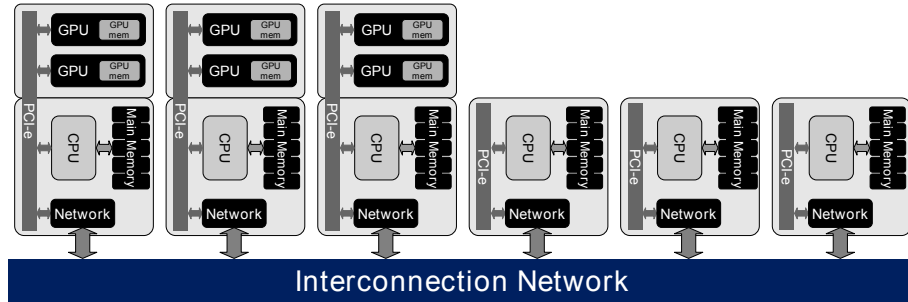 GPU GPU mem
GPU GPU mem
PCI-e
CPU
Main Memory
Network
GPU GPU mem
GPU GPU mem
PCI-e
CPU
Main Memory
Network
GPU GPU mem
GPU GPU mem
PCI-e
CPU
Main Memory
Network
PCI-e
CPU
Main Memory
Network
PCI-e
CPU
Main Memory
Network
PCI-e
CPU
Main Memory
Network
Interconnection Network